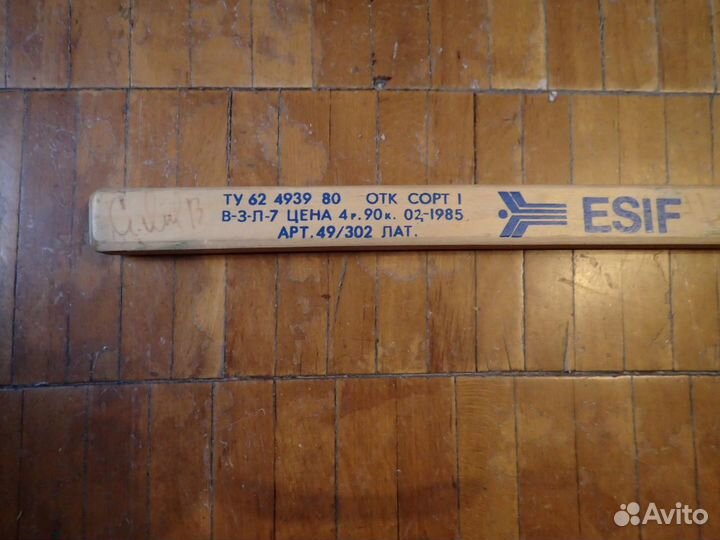 ТУ 62 4939 80 ОТК СОРТ I
В-З-Л-7 ЦЕНА 4р.90к. 02-1985
АРТ.49/302 ЛАТ.
ESIF
Avito